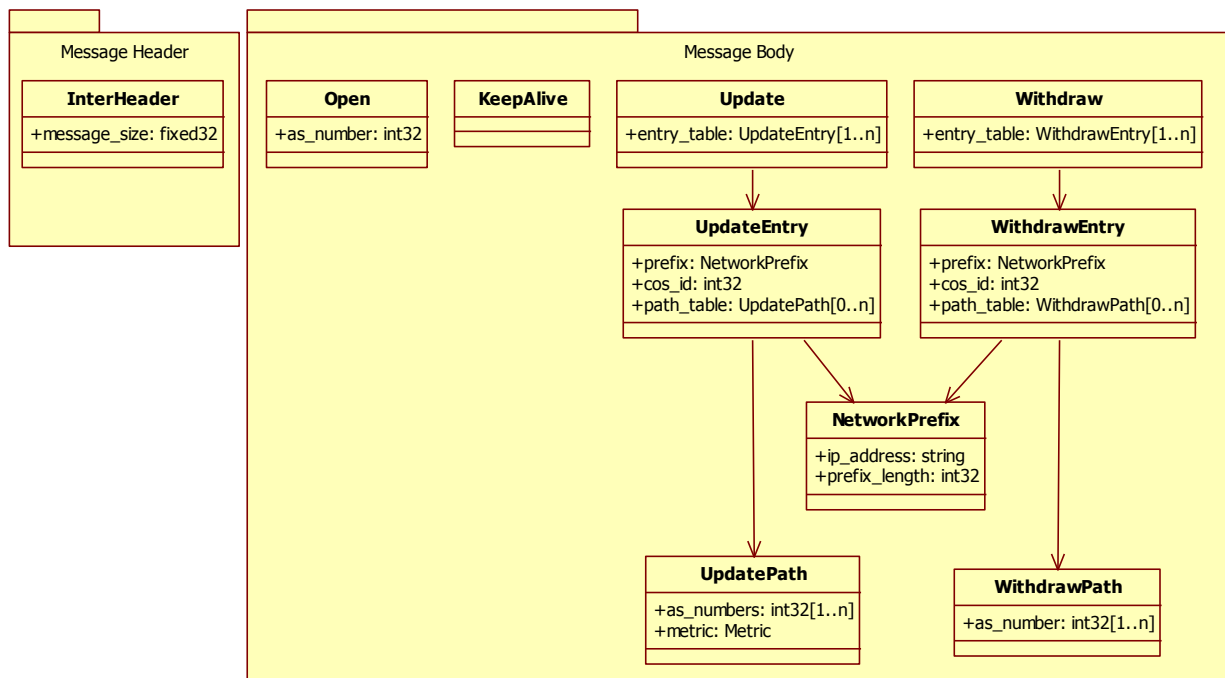 Message Header
InterHeader
+message_size: fixed32
Message Body
Open
+as_number: int32
KeepAlive
Update
+entry_table: UpdateEntry[1..n]
Withdraw
+entry_table: WithdrawEntry[1..n]
UpdateEntry
+prefix: NetworkPrefix
+cos_id: int32
+path_table: UpdatePath[0..n]
WithdrawEntry
+prefix: NetworkPrefix
+cos_id: int32
+path_table: WithdrawPath[0..n]
NetworkPrefix
+ip_address: string
+prefix_length: int32
UpdatePath
+as_numbers: int32[1..n]
+metric: Metric
WithdrawPath
+as_number: int32[1..n]